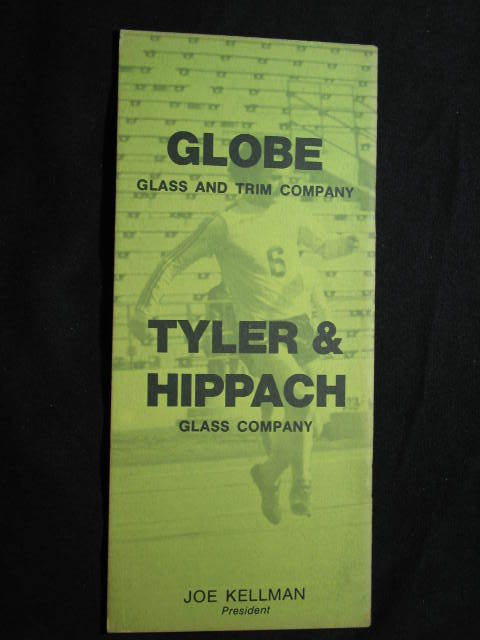 GLOBE
GLASS AND TRIM COMPANY
6
TYLER &
HIPPACH
GLASS COMPANY
JOE KELLMAN
President